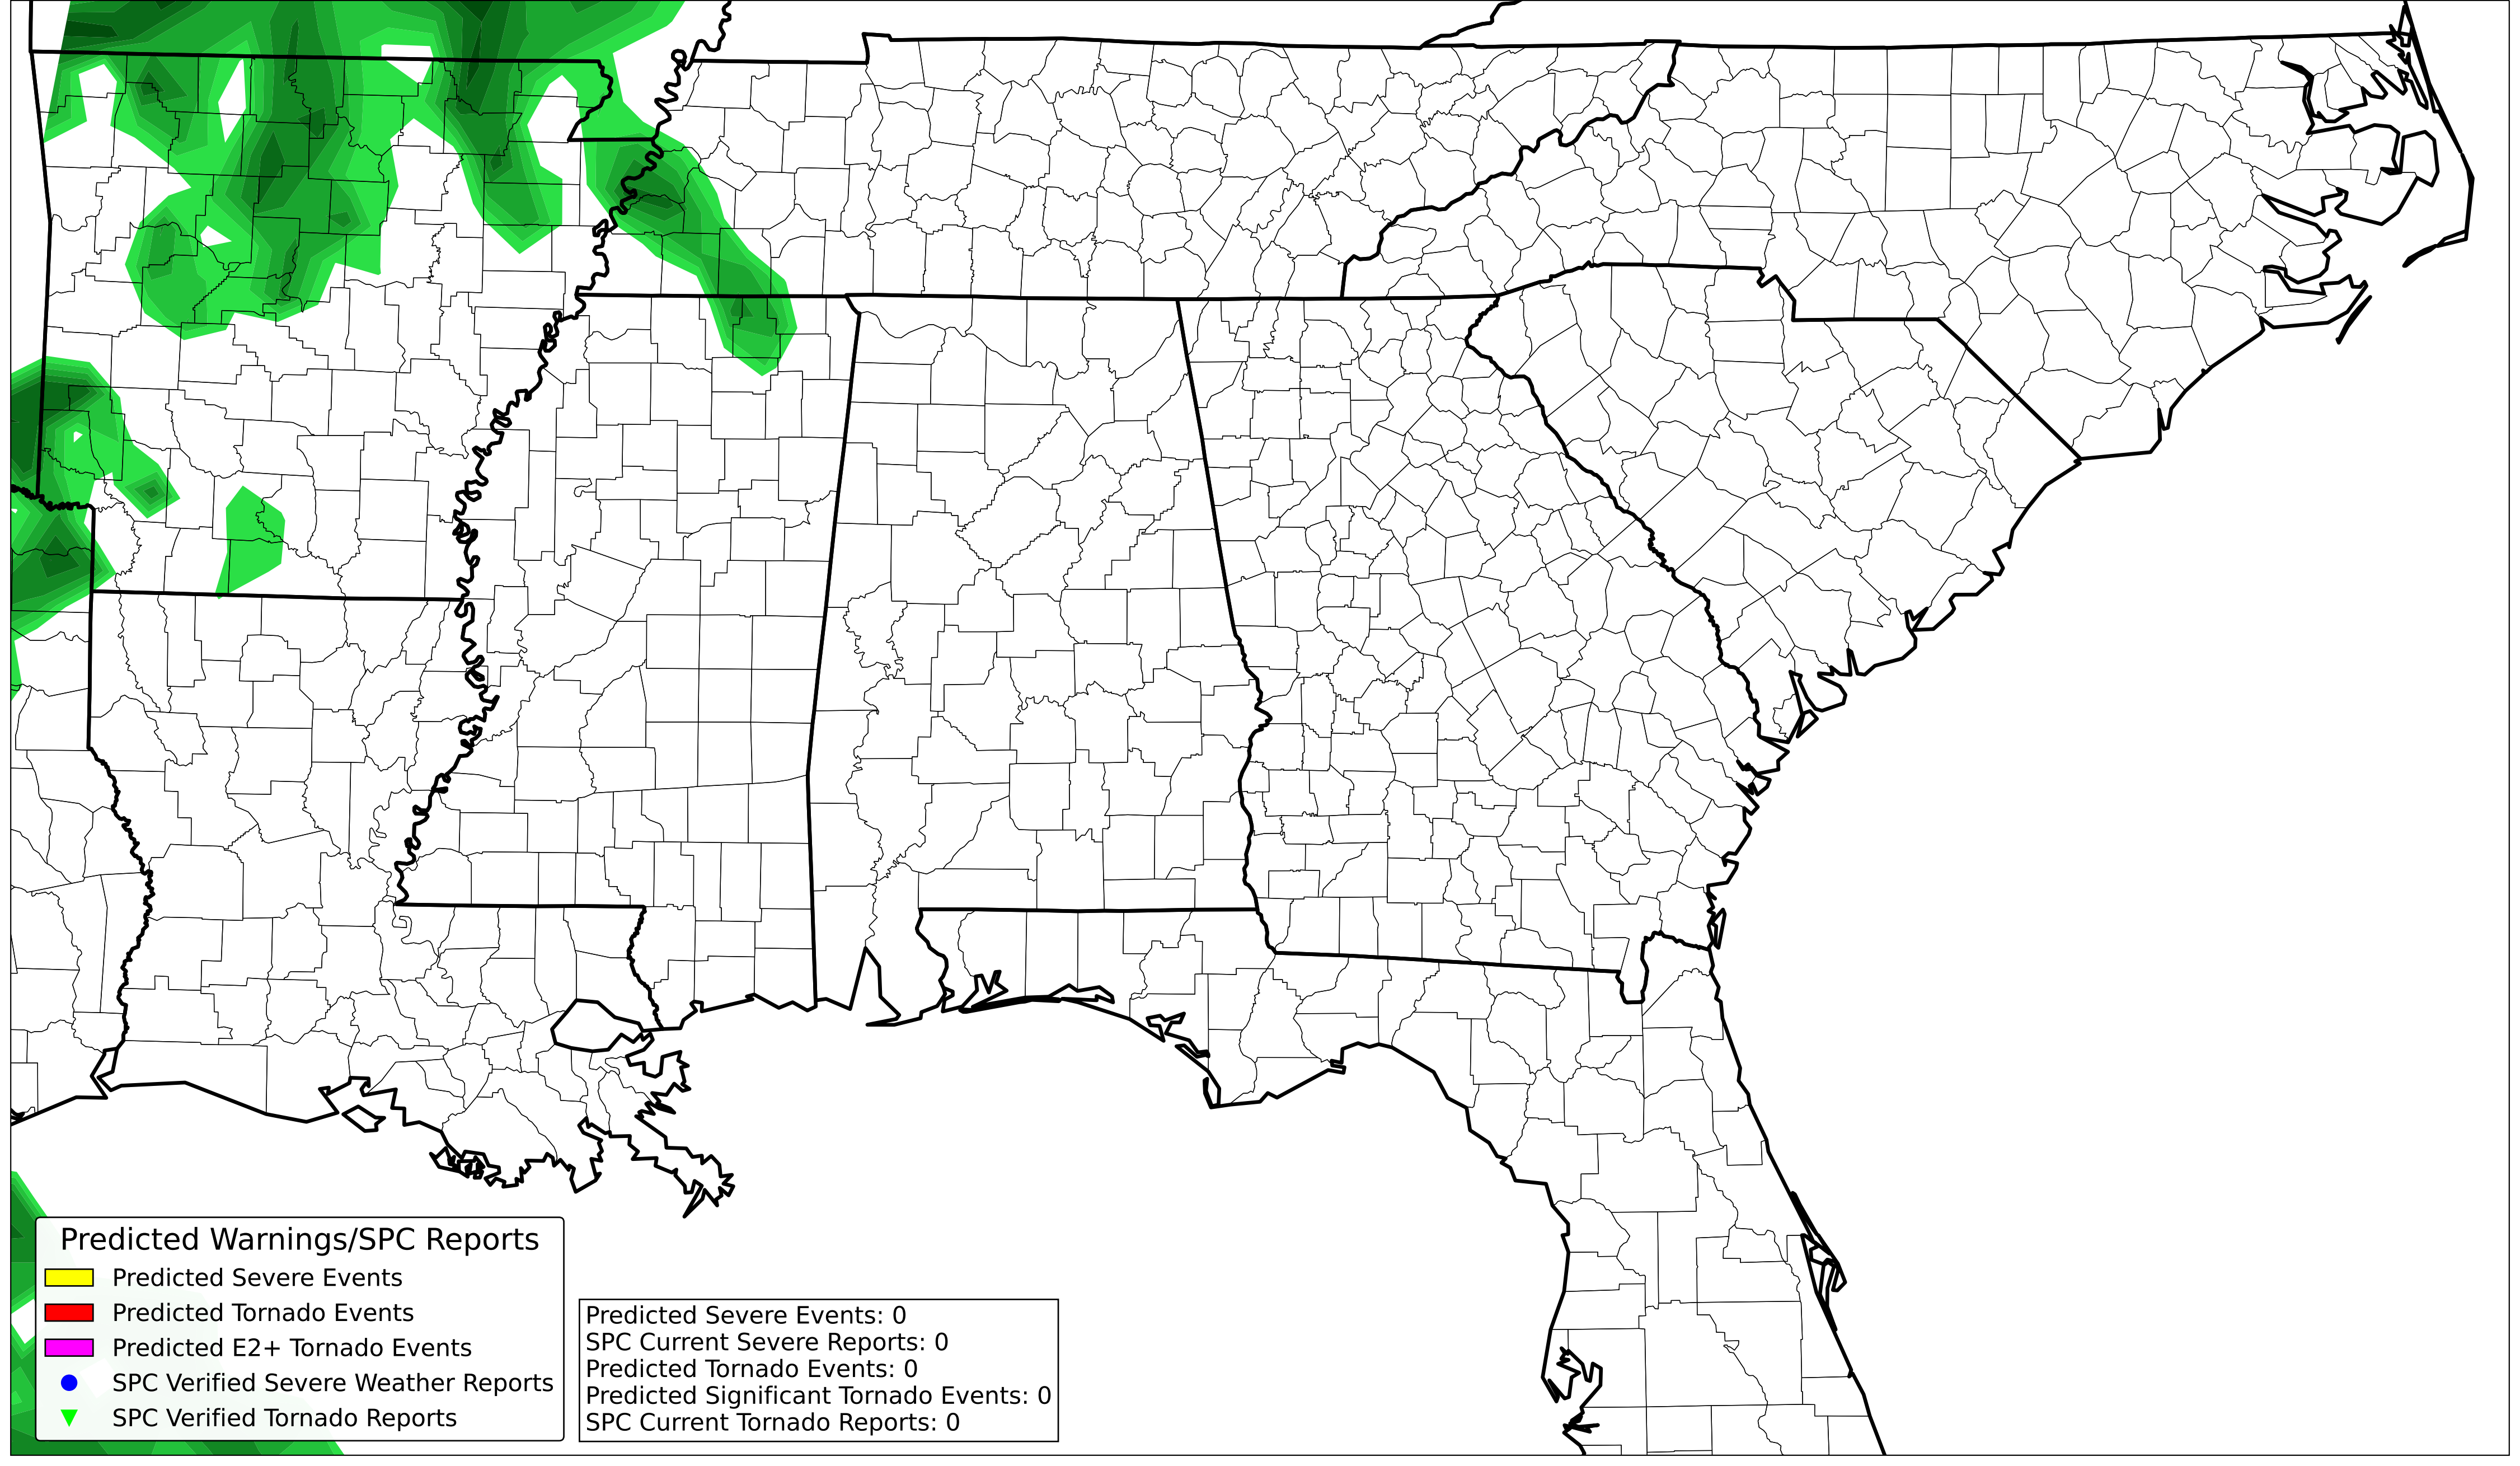 Predicted Warnings/SPC Reports
Predicted Severe Events
Predicted Tornado Events
Predicted E2+ Tornado Events
SPC Verified Severe Weather Reports
SPC Verified Tornado Reports
Predicted Severe Events: 0
SPC Current Severe Reports: 0
Predicted Tornado Events: 0
Predicted Significant Tornado Events: 0
SPC Current Tornado Reports: 0